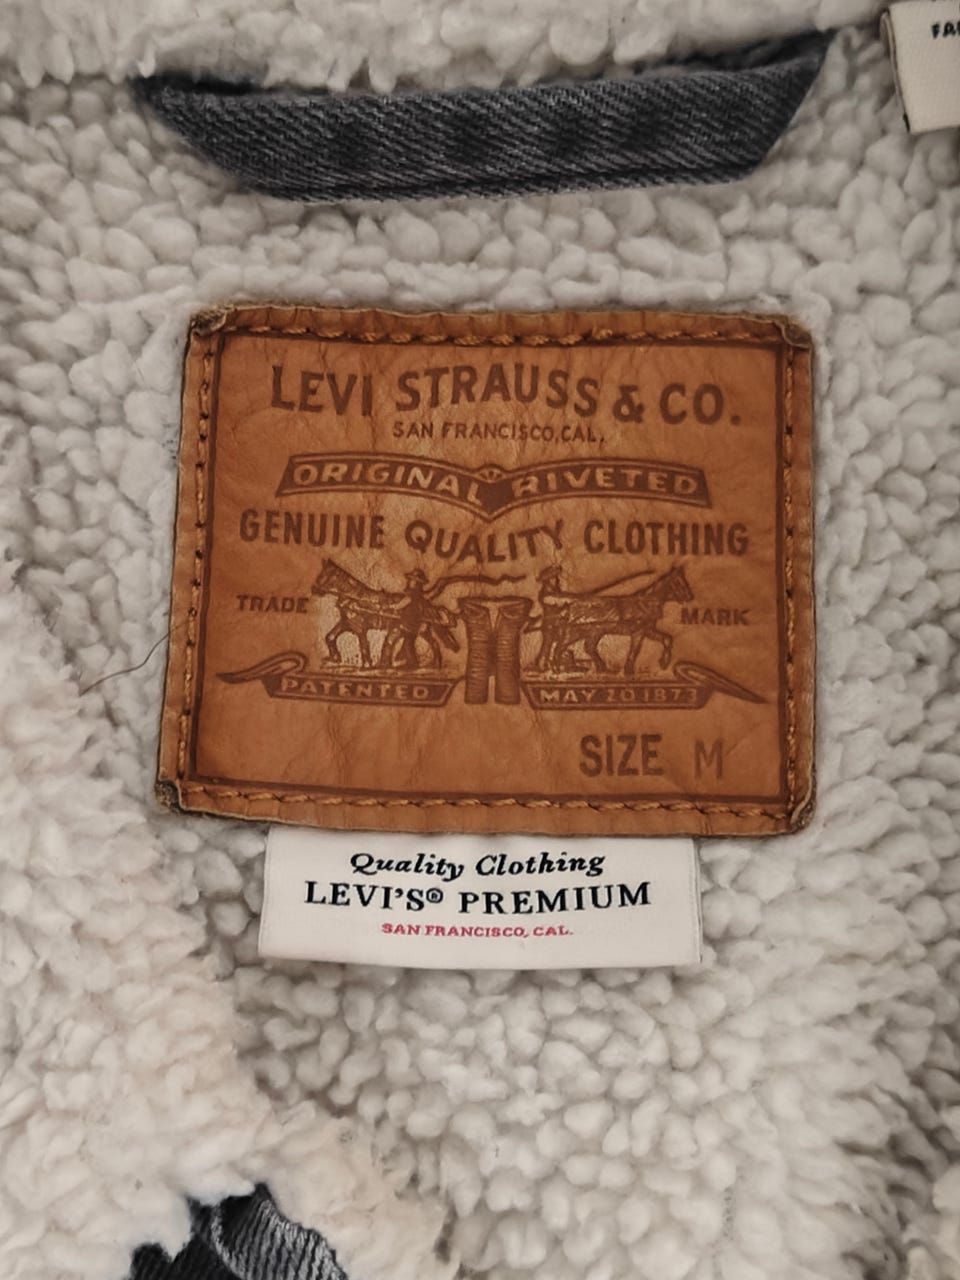 LEVI STRAUSS & CO.
SAN FRANCISCO, CAL.
ORIGINAL RIVETED
GENUINE QUALITY CLOTHING
TRADE MARK
PATENTED MAY 20 1873
SIZE M
Quality Clothing
LEVI'S® PREMIUM
SAN FRANCISCO, CAL.